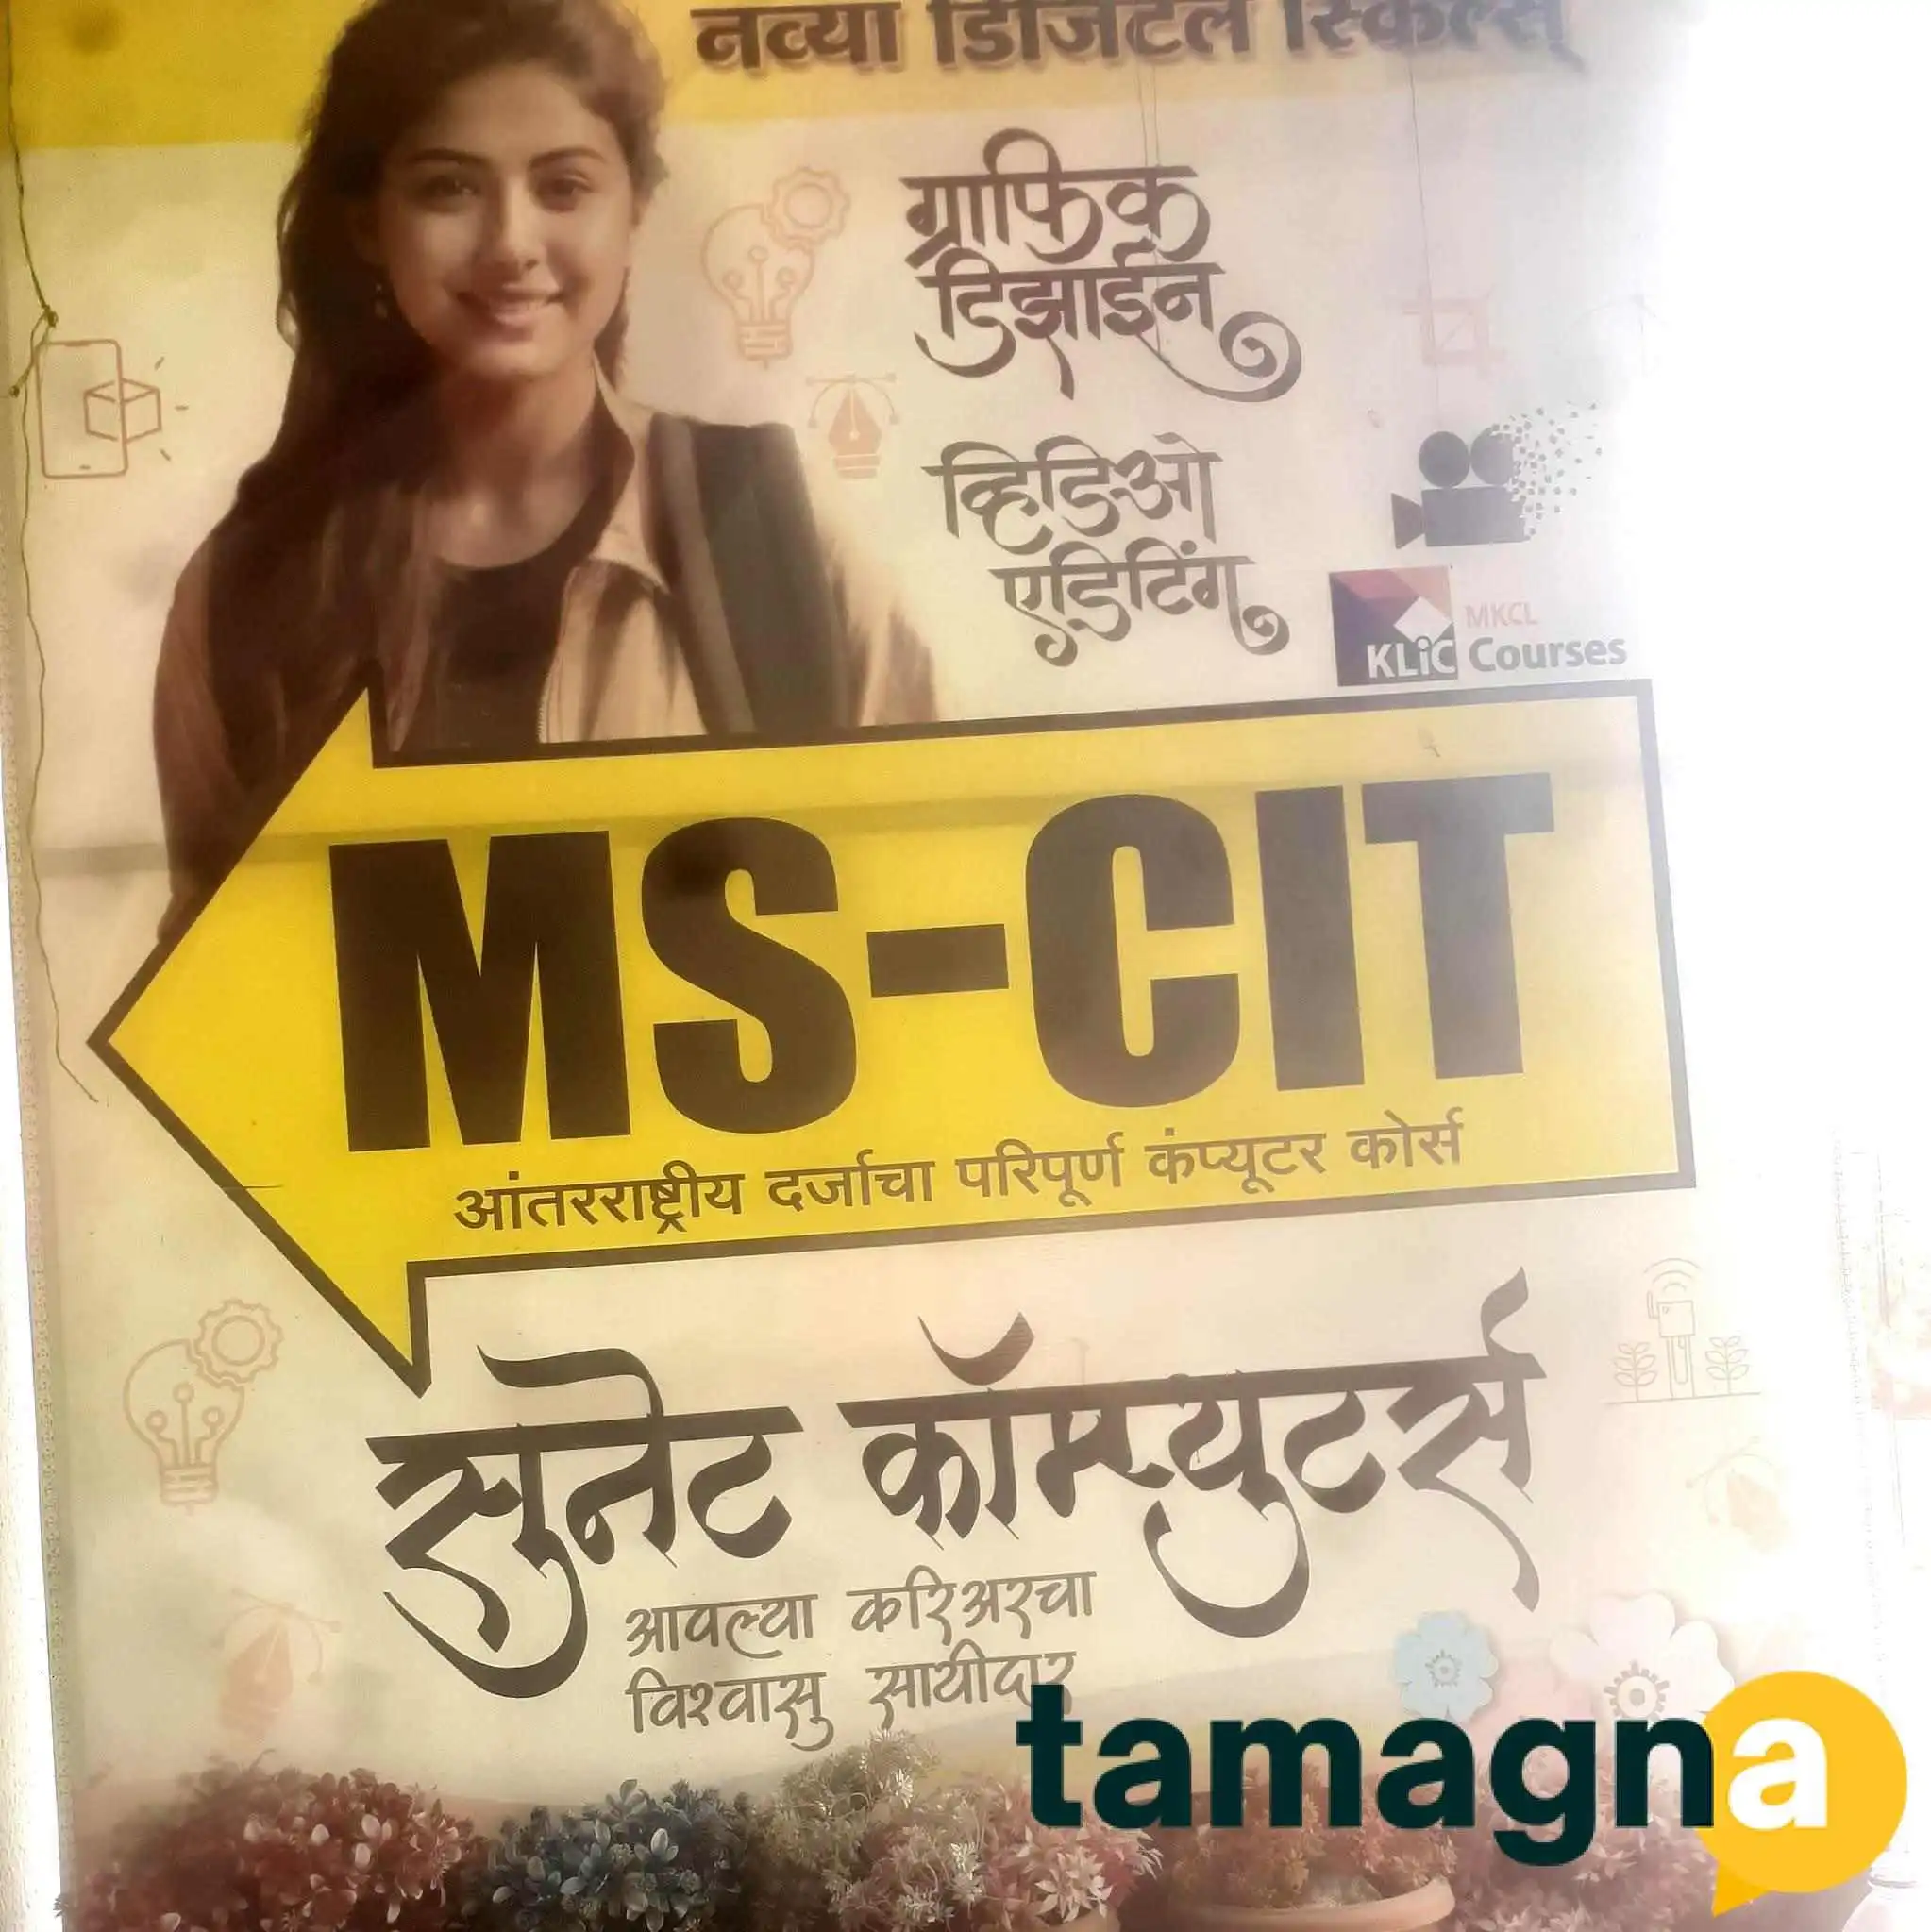 नव्या डिजिटल स्किल्स्
ग्राफिक
डिझाईन
व्हिडिओ
एडिटिंग
MKCL
KLiC Courses
MS-CIT
आंतरराष्ट्रीय दर्जाचा परिपूर्ण कंप्यूटर कोर्स
सुनेट कॉम्प्युटर्स
आपल्या करिअरचा
विश्वासु साथीदार
tamagna